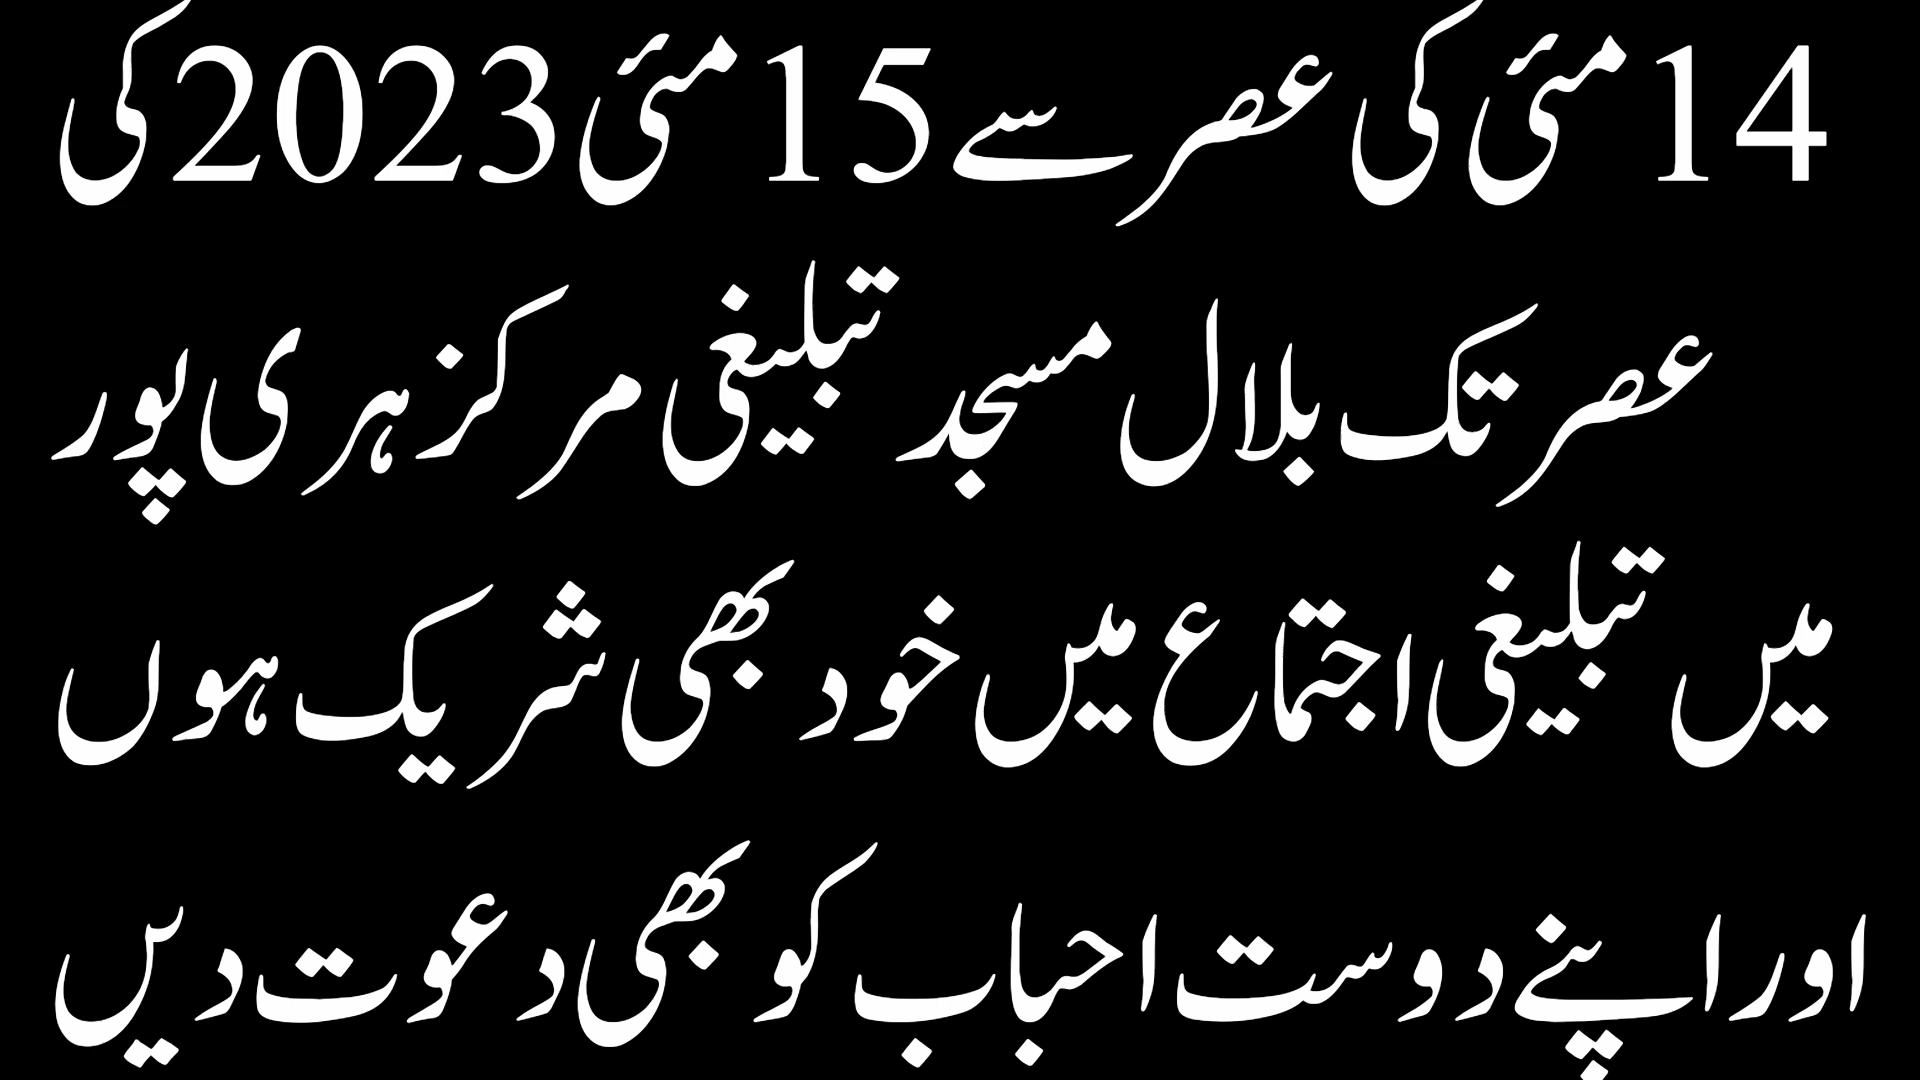 14 مئی کی عصر سے 15 مئی 2023 کی
عصر تک بلال مسجد تبلیغی مرکز ہری پور
میں تبلیغی اجتماع میں خود بھی شریک ہوں
اور اپنے دوست احباب کو بھی دعوت دیں